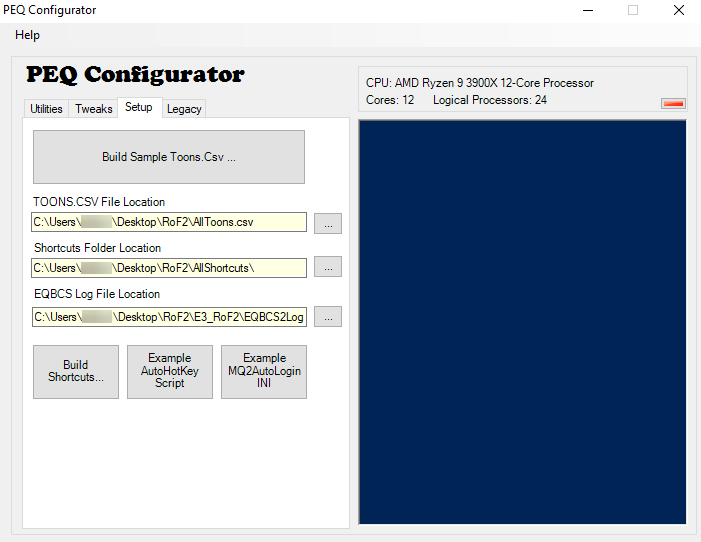 PEQ Configurator
Help
PEQ Configurator
Utilities Tweaks Setup Legacy
Build Sample Toons.Csv ...
TOONS.CSV File Location
C:\Users\ \Desktop\RoF2\AllToons.csv ...
Shortcuts Folder Location
C:\Users\ \Desktop\RoF2\AllShortcuts\ ...
EQBCS Log File Location
C:\Users\ \Desktop\RoF2\E3_RoF2\EQBCS2Log ...
Build
Shortcuts...
Example
AutoHotKey
Script
Example
MQ2AutoLogin
INI
CPU: AMD Ryzen 9 3900X 12-Core Processor
Cores: 12 Logical Processors: 24